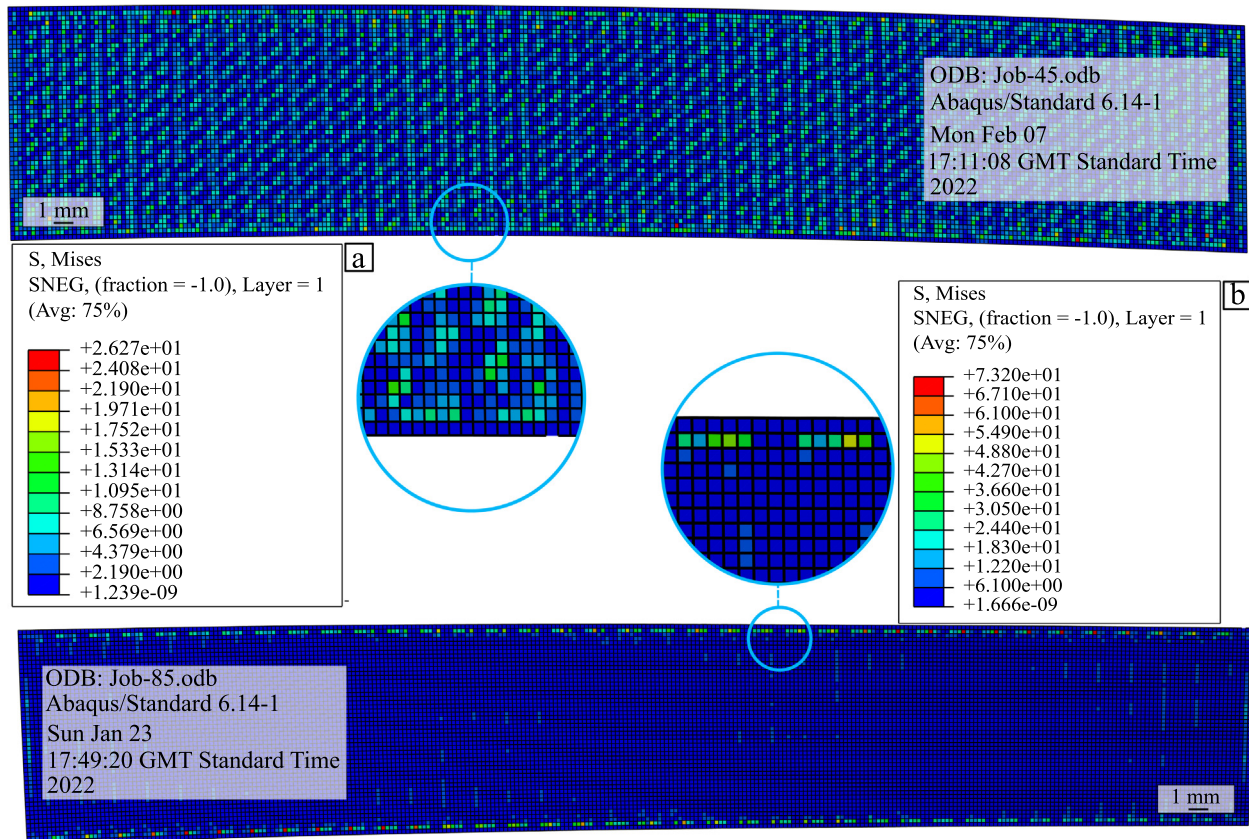 ODB: Job-45.odb
Abaqus/Standard 6.14-1
Mon Feb 07
17:11:08 GMT Standard Time
2022
1 mm
a
S, Mises
SNEG, (fraction = -1.0), Layer = 1
(Avg: 75%)
+2.627e+01
+2.408e+01
+2.190e+01
+1.971e+01
+1.752e+01
+1.533e+01
+1.314e+01
+1.095e+01
+8.758e+00
+6.569e+00
+4.379e+00
+2.190e+00
+1.239e-09
b
S, Mises
SNEG, (fraction = -1.0), Layer = 1
(Avg: 75%)
+7.320e+01
+6.710e+01
+6.100e+01
+5.490e+01
+4.880e+01
+4.270e+01
+3.660e+01
+3.050e+01
+2.440e+01
+1.830e+01
+1.220e+01
+6.100e+00
+1.666e-09
ODB: Job-85.odb
Abaqus/Standard 6.14-1
Sun Jan 23
17:49:20 GMT Standard Time
2022
1 mm